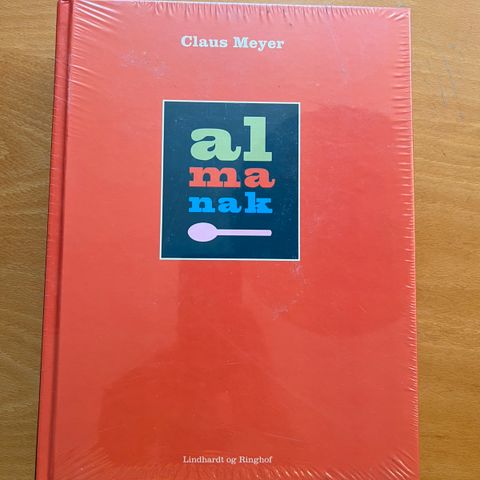 Claus Meyer
al
ma
nak
Lindhardt og Ringhof